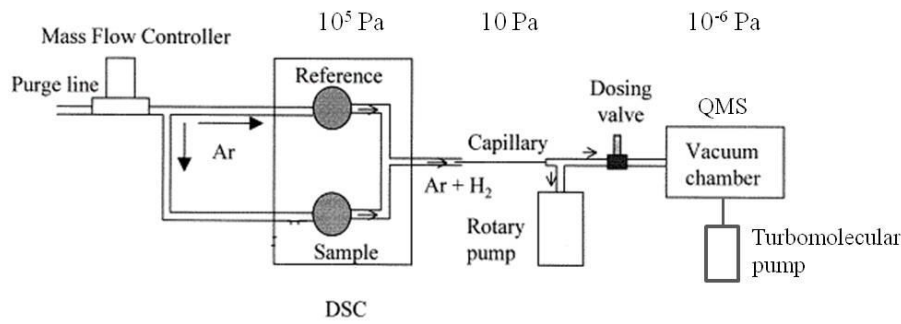 10⁵ Pa
10 Pa
10⁻⁶ Pa
Mass Flow Controller
Purge line
Reference
Ar
Dosing
valve
QMS
Capillary
Vacuum
chamber
Ar + H₂
Sample
Rotary
pump
Turbomolecular
pump
DSC